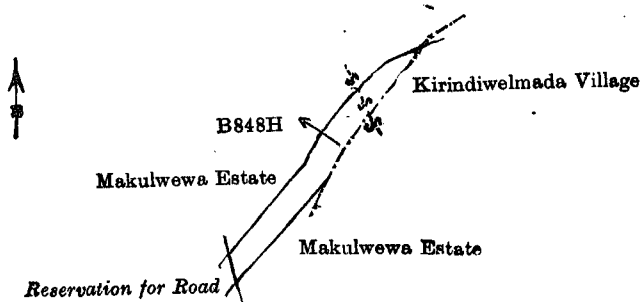 Kirindiwelmada Village
B848H
Makulwewa Estate
Makulwewa Estate
Reservation for Road